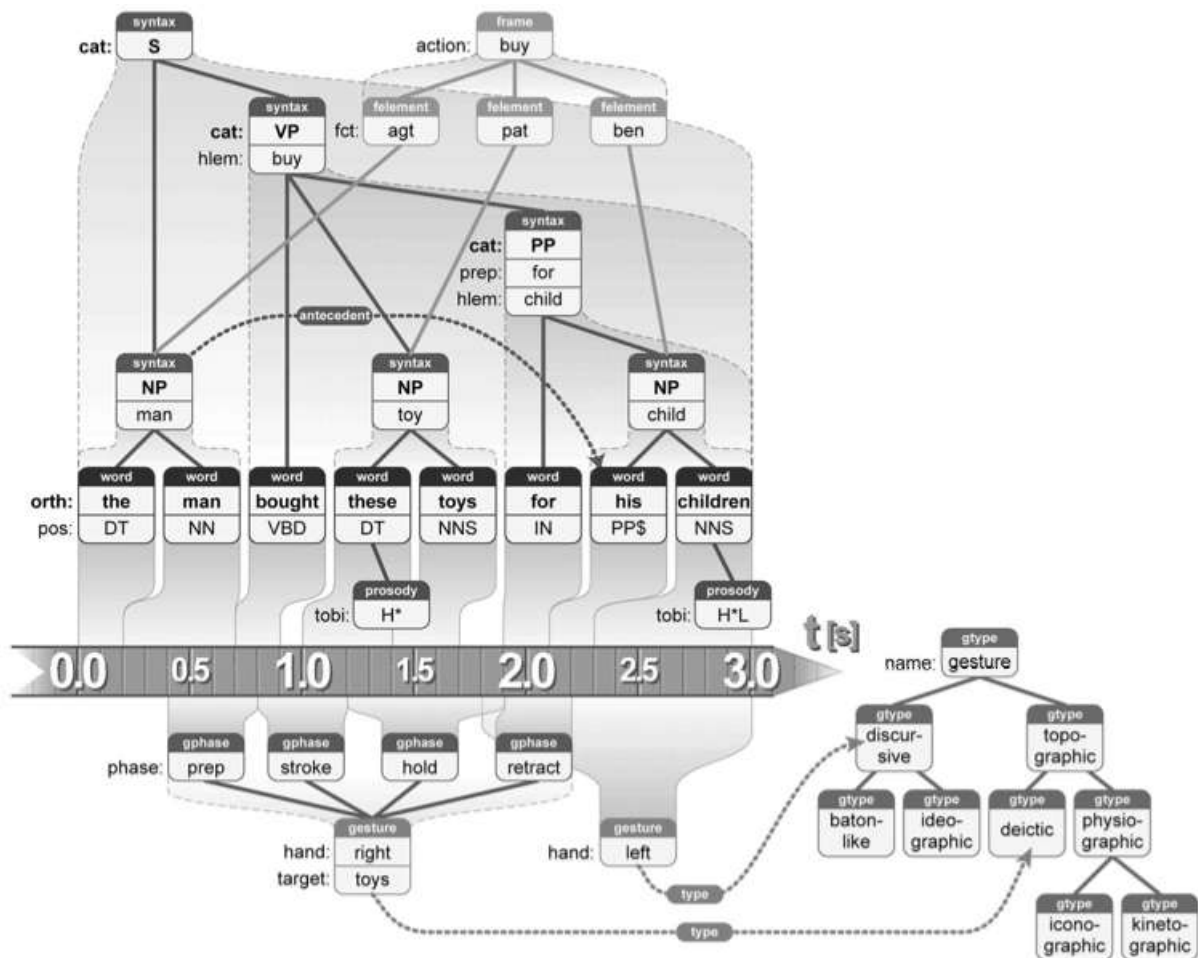 syntax
cat: S
frame
action: buy
syntax
cat: VP
hlem: buy
felement
fct: agt
felement
pat
felement
ben
syntax
cat: PP
prep: for
hlem: child
antecedent
syntax
NP
man
syntax
NP
toy
syntax
NP
child
word word word word word word word word
orth: the man bought these toys for his children
pos: DT NN VBD DT NNS IN PP$ NNS
prosody
tobi: H*
prosody
tobi: H*L
t [s]
0.0 0.5 1.0 1.5 2.0 2.5 3.0
gphase gphase gphase gphase
phase: prep stroke hold retract
gesture
hand: right
target: toys
gesture
hand: left
type
type
gtype
name: gesture
gtype
discur-
sive
gtype
topo-
graphic
gtype
baton-
like
gtype
ideo-
graphic
gtype
deictic
gtype
physio-
graphic
gtype
icono-
graphic
gtype
kineto-
graphic